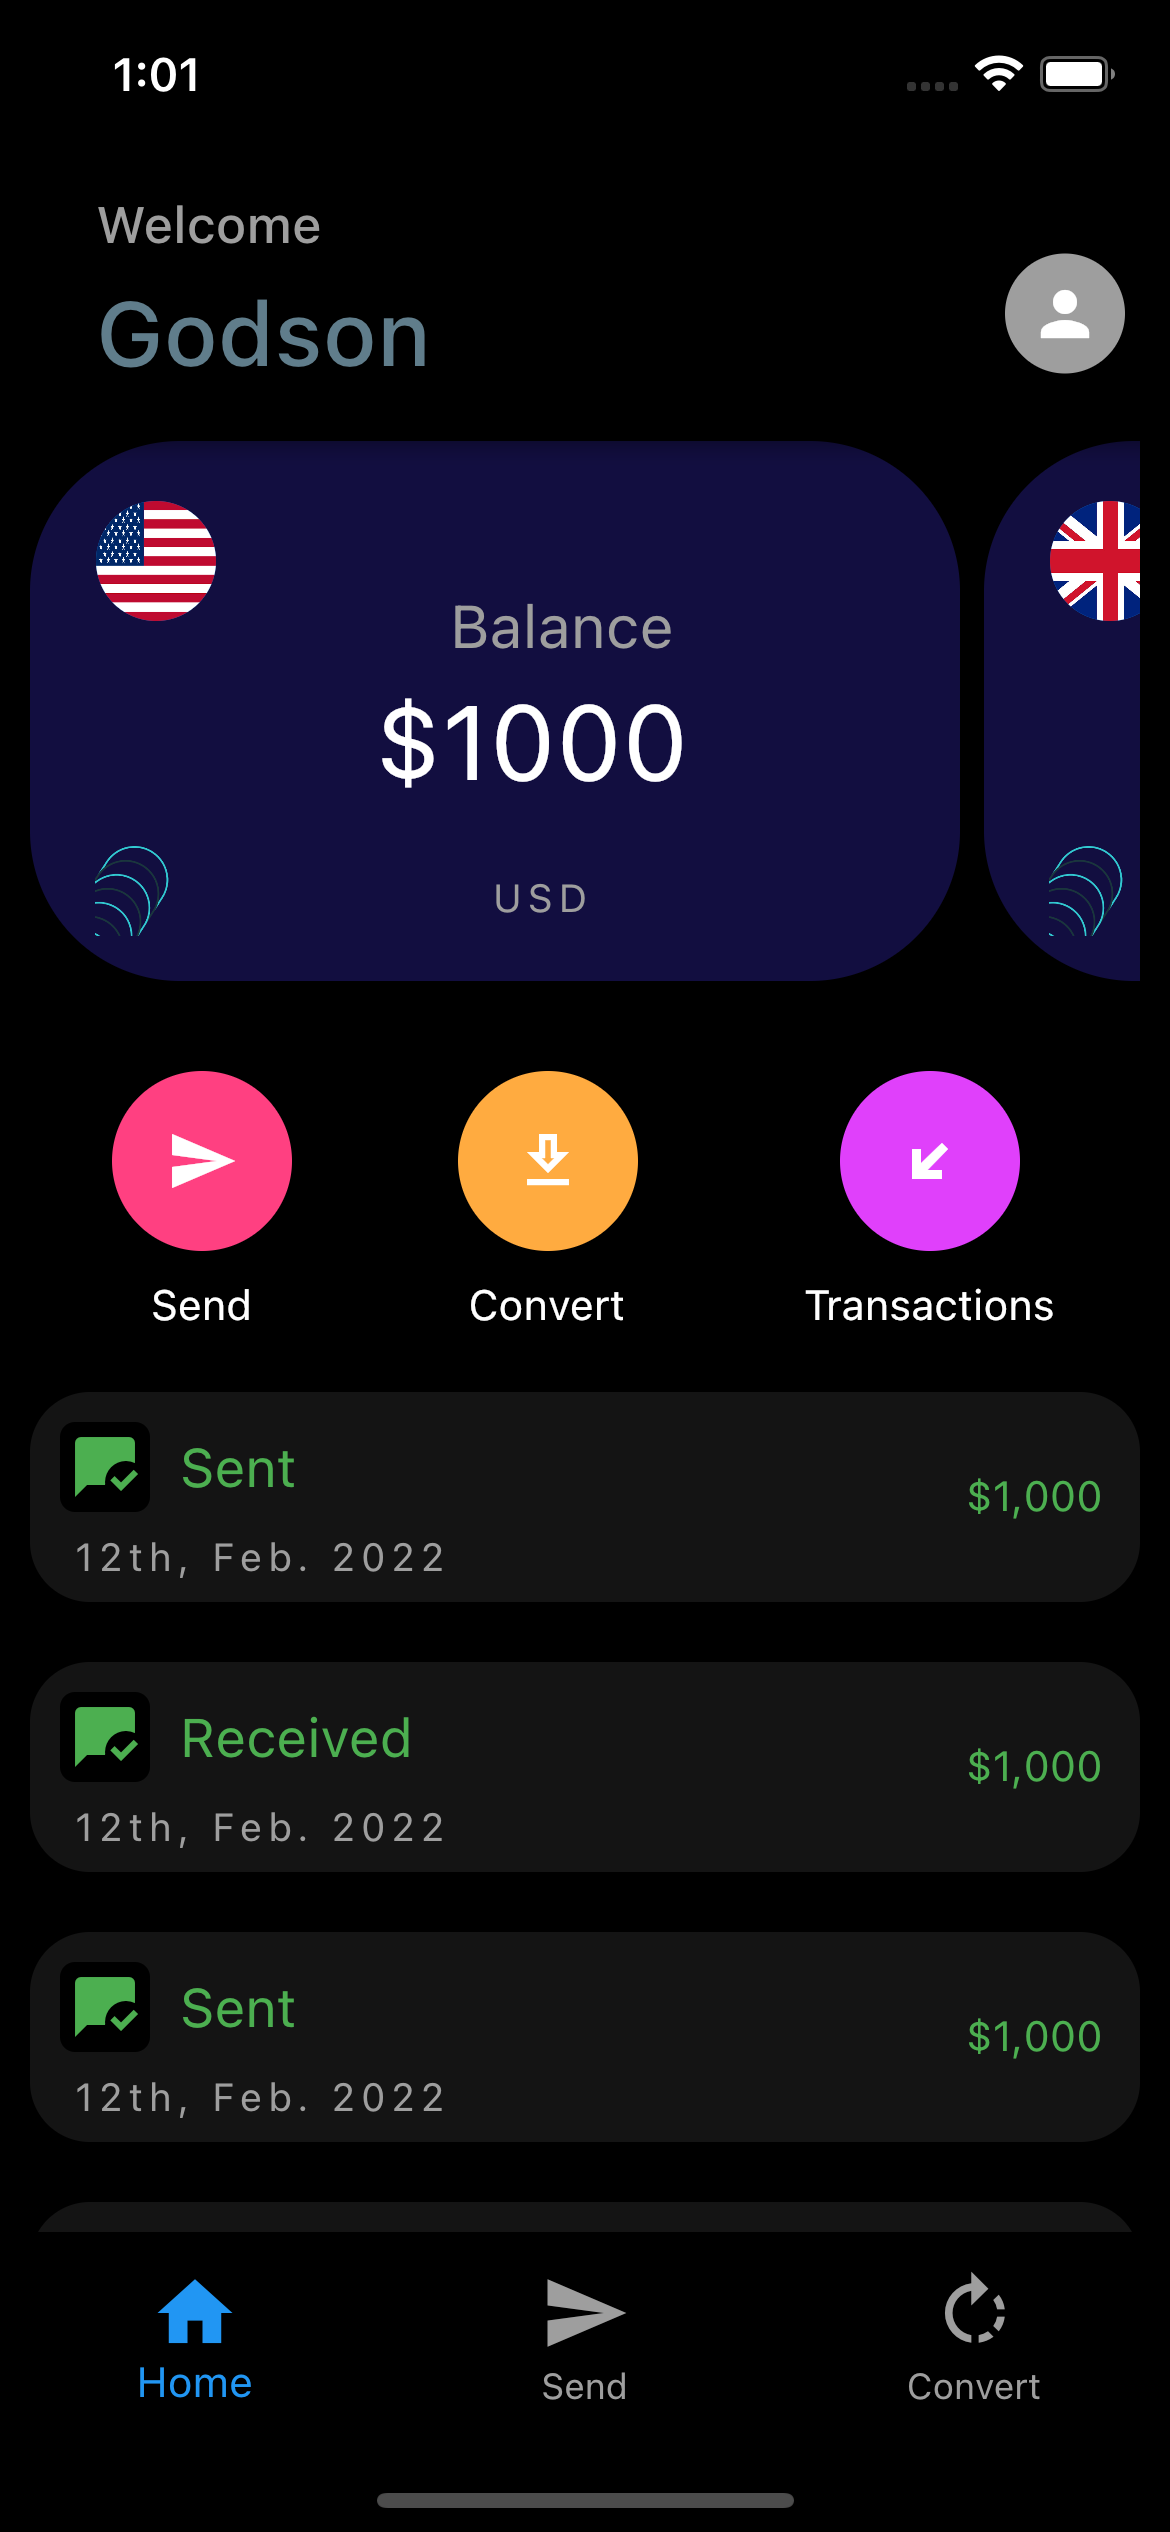 1:01
Welcome
Godson
Balance
$1000
USD
Send
Convert
Transactions
Sent
$1,000
12th, Feb. 2022
Received
$1,000
12th, Feb. 2022
Sent
$1,000
12th, Feb. 2022
Home
Send
Convert